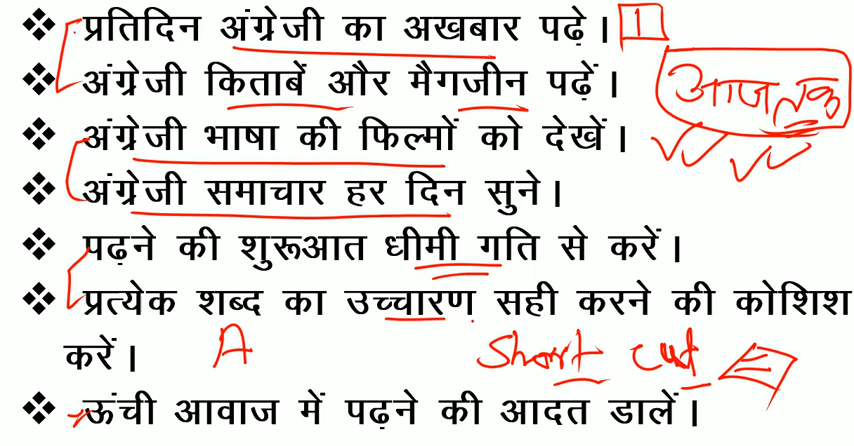 ❖ प्रतिदिन अंग्रेजी का अखबार पढ़े। 1
❖ अंग्रेजी किताबें और मैगजीन पढ़ें। आज तक
❖ अंग्रेजी भाषा की फिल्मों को देखें।
❖ अंग्रेजी समाचार हर दिन सुने।
❖ पढ़ने की शुरूआत धीमी गति से करें।
❖ प्रत्येक शब्द का उच्चारण सही करने की कोशिश
करें। A Short cut
❖ ऊंची आवाज में पढ़ने की आदत डालें।